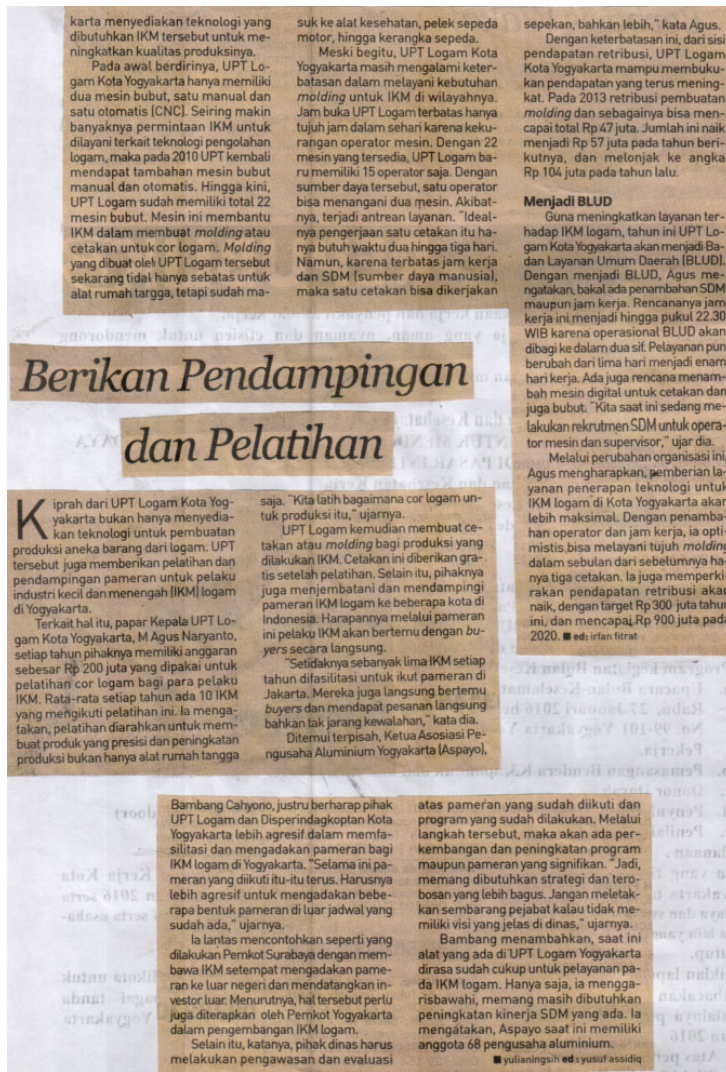 karta menyediakan teknologi yang
dibutuhkan IKM tersebut untuk me-
ningkatkan kualitas produksinya.
Pada awal berdirinya, UPT Lo-
gam Kota Yogyakarta hanya memiliki
dua mesin bubut, satu manual dan
satu otomatis (CNC). Seiring makin
banyaknya permintaan IKM untuk
dilayani terkait teknologi pengolahan
logam, maka pada 2010 UPT kembali
mendapat tambahan mesin bubut
manual dan otomatis. Hingga kini,
UPT Logam sudah memiliki total 22
mesin bubut. Mesin ini membantu
IKM dalam membuat molding atau
cetakan untuk cor logam. Molding
yang dibuat oleh UPT Logam tersebut
sekarang tidak hanya sebatas untuk
alat rumah targga, tetapi sudah ma-
suk ke alat kesehatan, pelek sepeda
motor, hingga kerangka sepeda.
Meski begitu, UPT Logam Kota
Yogyakarta masih mengalami keter-
batasan dalam melayani kebutuhan
molding untuk IKM di wilayahnya.
Jam buka UPT Logam terbatas hanya
tujuh jam dalam sehari karena keku-
rangan operator mesin. Dengan 22
mesin yang tersedia, UPT Logam ba-
ru memiliki 15 operator saja. Dengan
sumber daya tersebut, satu operator
bisa menangani dua mesin. Akibat-
nya, terjadi antrean layanan. "Ideal-
nya pengerjaan satu cetakan itu ha-
nya butuh waktu dua hingga tiga hari.
Namun, karena terbatas jam kerja
dan SDM (sumber daya manusia),
maka satu cetakan bisa dikerjakan
sepekan, bahkan lebih," kata Agus.
Dengan keterbatasan ini, dari sisi
pendapatan retribusi, UPT Logam
Kota Yogyakarta mampu membuku-
kan pendapatan yang terus mening-
kat. Pada 2013 retribusi pembuatan
molding dan sebagainya bisa men-
capai total Rp 47 juta. Jumlah ini naik
menjadi Rp 57 juta pada tahun beri-
kutnya, dan melonjak ke angka
Rp 104 juta pada tahun lalu.
Menjadi BLUD
Guna meningkatkan layanan ter-
hadap IKM logam, tahun ini UPT Lo-
gam Kota Yogyakarta akan menjadi Ba-
dan Layanan Umum Daerah (BLUD).
Dengan menjadi BLUD, Agus me-
ngatakan, bakal ada penambahan SDM
maupun jam kerja. Rencananya jam
kerja ini menjadi hingga pukul 22.30
WIB karena operasional BLUD akan
dibagi ke dalam dua sif. Pelayanan pun
berubah dari lima hari menjadi enam
hari kerja. Ada juga rencana menam-
bah mesin digital untuk cetakan dan
juga bubut. "Kita saat ini sedang me-
lakukan rekrutmen SDM untuk opera-
tor mesin dan supervisor," ujar dia.
Melalui perubahan organisasi ini,
Agus mengharapkan, pemberian la-
yanan penerapan teknologi untuk
IKM logam di Kota Yogyakarta akan
lebih maksimal. Dengan penamba-
han operator dan jam kerja, ia opti-
mistis bisa melayani tujuh molding
dalam sebulan dari sebelumnya ha-
nya tiga cetakan. Ia juga memperki-
rakan pendapatan retribusi akan
naik, dengan target Rp 300 juta tahun
ini, dan mencapai Rp 900 juta pada
2020. ■ ed: irfan fitrat
Berikan Pendampingan
dan Pelatihan
Kiprah dari UPT Logam Kota Yog-
yakarta bukan hanya menyedia-
kan teknologi untuk pembuatan
produksi aneka barang dari logam. UPT
tersebut juga memberikan pelatihan dan
pendampingan pameran untuk pelaku
industri kecil dan menengah (IKM) logam
di Yogyakarta.
Terkait hal itu, papar Kepala UPT Lo-
gam Kota Yogyakarta, M Agus Naryanto,
setiap tahun pihaknya memiliki anggaran
sebesar Rp 200 juta yang dipakai untuk
pelatihan cor logam bagi para pelaku
IKM. Rata-rata setiap tahun ada 10 IKM
yang mengikuti pelatihan ini. Ia menga-
takan, pelatihan diarahkan untuk mem-
buat produk yang presisi dan peningkatan
produksi bukan hanya alat rumah tangga
saja. "Kita latih bagaimana cor logam un-
tuk produksi itu," ujarnya.
UPT Logam kemudian membuat ce-
takan atau molding bagi produksi yang
dilakukan IKM. Cetakan ini diberikan gra-
tis setelah pelatihan. Selain itu, pihaknya
juga menjembatani dan mendampingi
pameran IKM logam ke beberapa kota di
Indonesia. Harapannya melalui pameran
ini pelaku IKM akan bertemu dengan bu-
yers secara langsung.
"Setidaknya sebanyak lima IKM setiap
tahun difasilitasi untuk ikut pameran di
Jakarta. Mereka juga langsung bertemu
buyers dan mendapat pesanan langsung
bahkan tak jarang kewalahan," kata dia.
Ditemui terpisah, Ketua Asosiasi Pe-
ngusaha Aluminium Yogyakarta (Aspayo),
Bambang Cahyono, justru berharap pihak
UPT Logam dan Disperindagkoptan Kota
Yogyakarta lebih agresif dalam memfa-
silitasi dan mengadakan pameran bagi
IKM logam di Yogyakarta. "Selama ini pa-
meran yang diikuti itu-itu terus. Harusnya
lebih agresif untuk mengadakan bebe-
rapa bentuk pameran di luar jadwal yang
sudah ada," ujarnya.
Ia lantas mencontohkan seperti yang
dilakukan Pemkot Surabaya dengan mem-
bawa IKM setempat mengadakan pame-
ran ke luar negeri dan mendatangkan in-
vestor luar. Menurutnya, hal tersebut perlu
juga diterapkan oleh Pemkot Yogyakarta
dalam pengembangan IKM logam.
Selain itu, katanya, pihak dinas harus
melakukan pengawasan dan evaluasi
atas pameran yang sudah diikuti dan
program yang sudah dilakukan. Melalui
langkah tersebut, maka akan ada per-
kembangan dan peningkatan program
maupun pameran yang signifikan. "Jadi,
memang dibutuhkan strategi dan tero-
bosan yang lebih bagus. Jangan meletak-
kan sembarang pejabat kalau tidak me-
miliki visi yang jelas di dinas," ujarnya.
Bambang menambahkan, saat ini
alat yang ada di UPT Logam Yogyakarta
dirasa sudah cukup untuk pelayanan pa-
da IKM logam. Hanya saja, ia mengga-
risbawahi, memang masih dibutuhkan
peningkatan kinerja SDM yang ada. Ia
mengatakan, Aspayo saat ini memiliki
anggota 68 pengusaha aluminium.
■ yulianingsih ed: yusuf assidiq